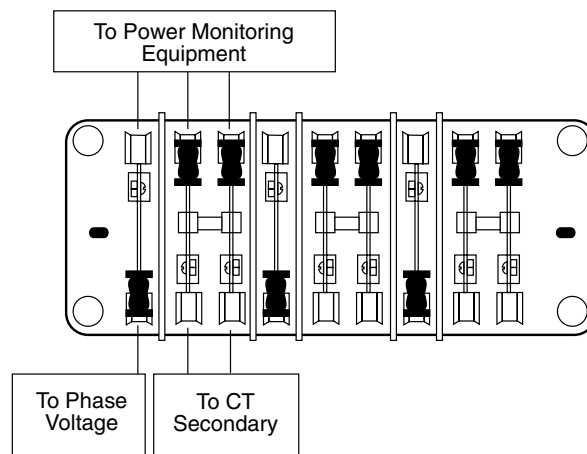 To Power Monitoring
Equipment
To Phase
Voltage
To CT
Secondary